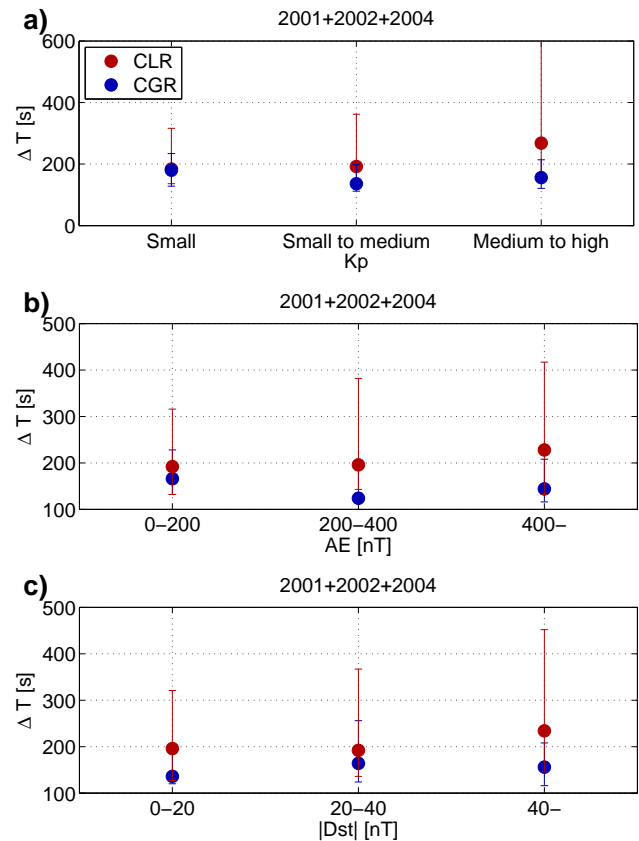 a)
2001+2002+2004
600
400
200
0
Δ T [s]
CLR
CGR
Small
Small to medium
Medium to high
Kp
b)
2001+2002+2004
500
400
300
200
100
Δ T [s]
0−200
200−400
400−
AE [nT]
c)
2001+2002+2004
500
400
300
200
100
Δ T [s]
0−20
20−40
40−
|Dst| [nT]